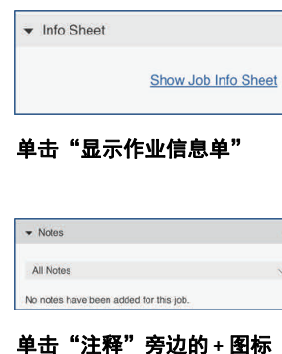 Info Sheet
Show Job Info Sheet
单击“显示作业信息单”
Notes
All Notes
No notes have been added for this job.
单击“注释”旁边的 + 图标